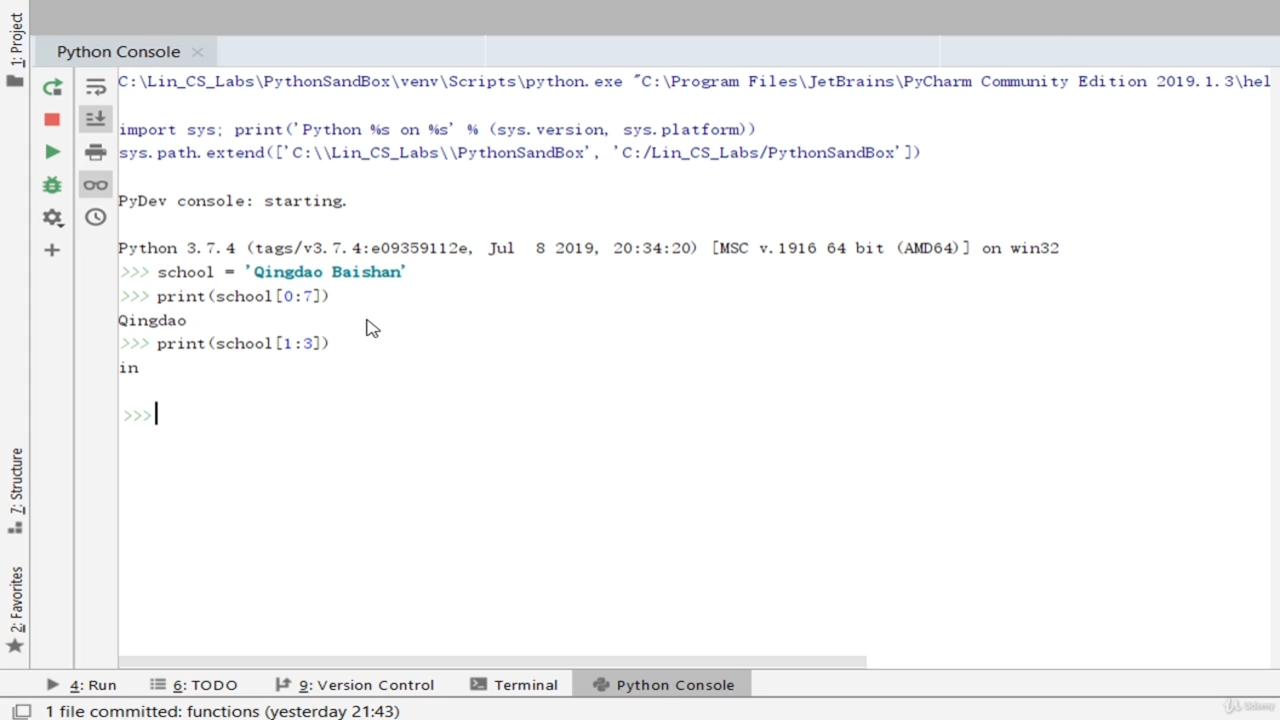 1: Project
Python Console
C:\Lin_CS_Labs\PythonSandBox\venv\Scripts\python.exe "C:\Program Files\JetBrains\PyCharm Community Edition 2019.1.3\hel
import sys; print('Python %s on %s' % (sys.version, sys.platform))
sys.path.extend(['C:\\Lin_CS_Labs\\PythonSandBox', 'C:/Lin_CS_Labs/PythonSandBox'])
PyDev console: starting.
Python 3.7.4 (tags/v3.7.4:e09359112e, Jul  8 2019, 20:34:20) [MSC v.1916 64 bit (AMD64)] on win32
>>> school = 'Qingdao Baishan'
>>> print(school[0:7])
Qingdao
>>> print(school[1:3])
in
>>>
7: Structure
2: Favorites
4: Run
6: TODO
9: Version Control
Terminal
Python Console
1 file committed: functions (yesterday 21:43)
Udemy